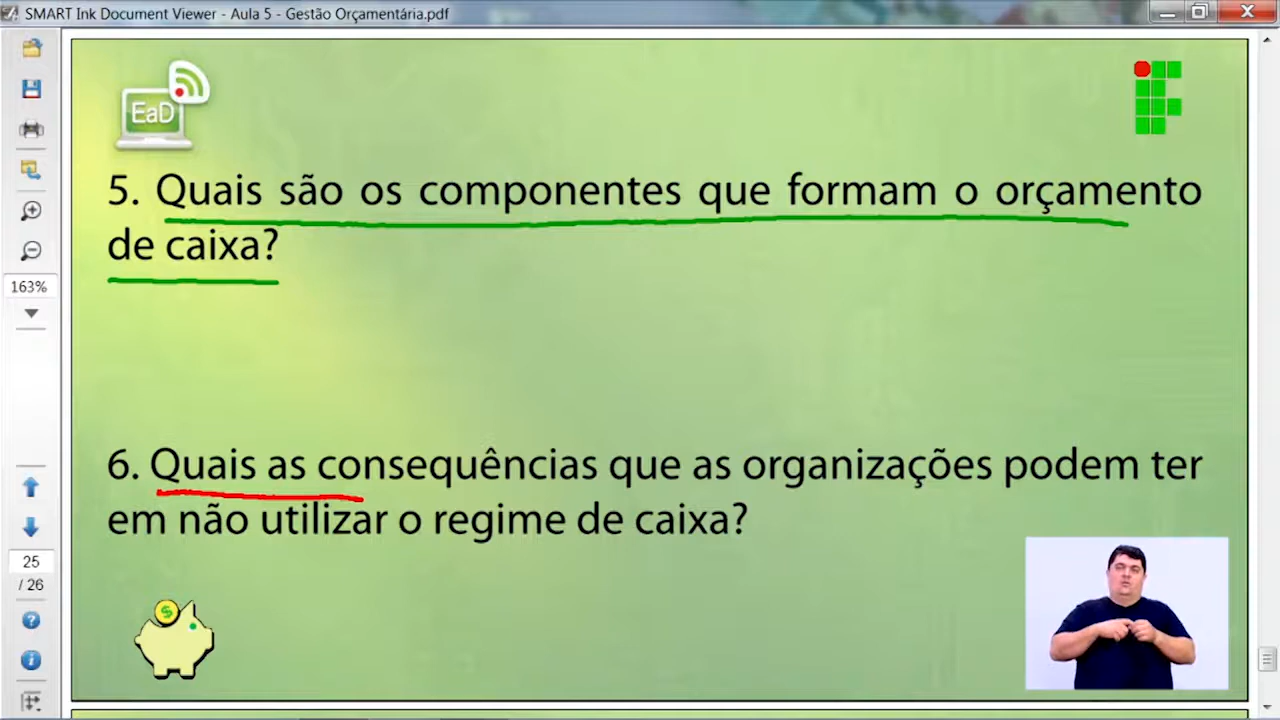 SMART Ink Document Viewer - Aula 5 - Gestão Orçamentária.pdf
EaD
5. Quais são os componentes que formam o orçamento
de caixa?
163%
6. Quais as consequências que as organizações podem ter
em não utilizar o regime de caixa?
25
/ 26
$